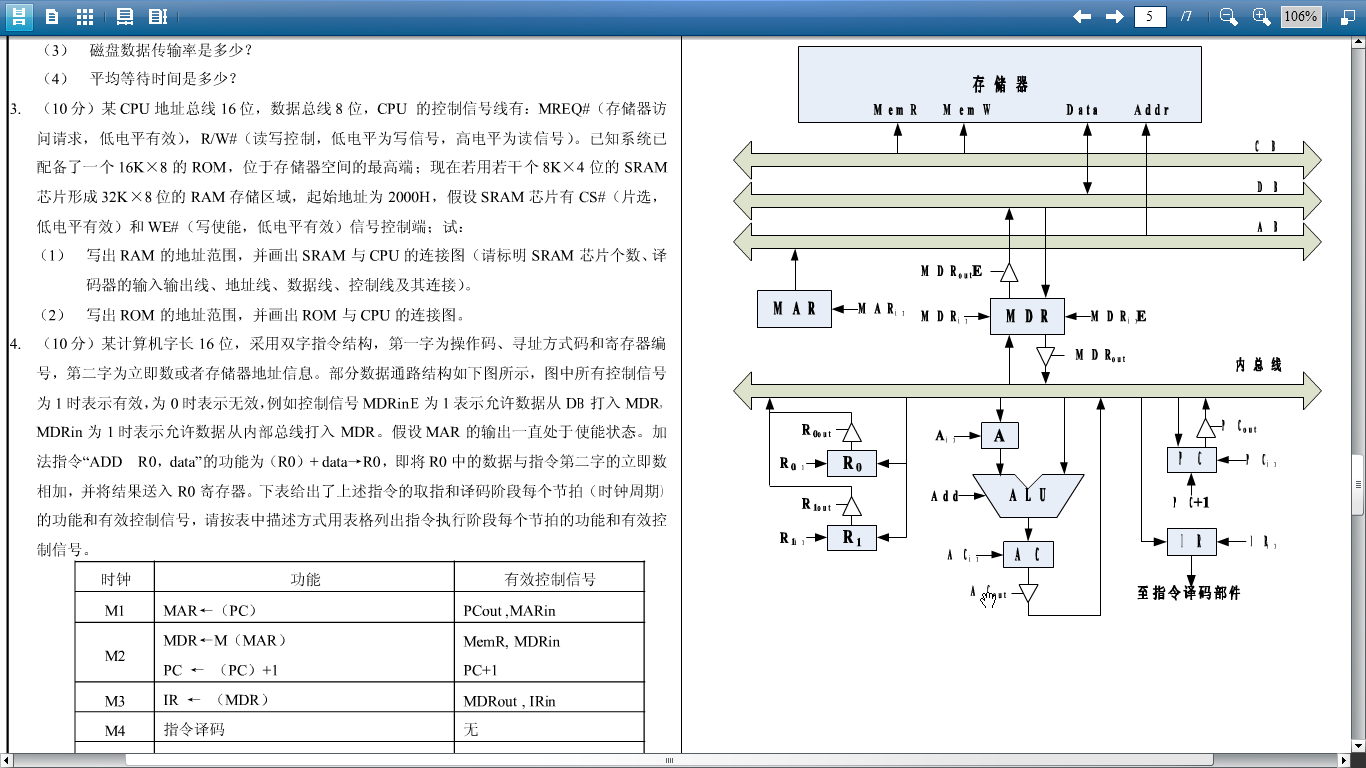 5 /7 106%
（3） 磁盘数据传输率是多少？
（4） 平均等待时间是多少？
3. （10 分）某 CPU 地址总线 16 位，数据总线 8 位，CPU 的控制信号线有：MREQ#（存储器访
问请求，低电平有效），R/W#（读写控制，低电平为写信号，高电平为读信号）。已知系统已
配备了一个 16K×8 的 ROM，位于存储器空间的最高端；现在若用若干个 8K×4 位的 SRAM
芯片形成 32K×8 位的 RAM 存储区域，起始地址为 2000H，假设 SRAM 芯片有 CS#（片选，
低电平有效）和 WE#（写使能，低电平有效）信号控制端；试：
（1） 写出 RAM 的地址范围，并画出 SRAM 与 CPU 的连接图（请标明 SRAM 芯片个数、译
码器的输入输出线、地址线、数据线、控制线及其连接）。
（2） 写出 ROM 的地址范围，并画出 ROM 与 CPU 的连接图。
4. （10 分）某计算机字长 16 位，采用双字指令结构，第一字为操作码、寻址方式码和寄存器编
号，第二字为立即数或者存储器地址信息。部分数据通路结构如下图所示，图中所有控制信号
为 1 时表示有效，为 0 时表示无效，例如控制信号 MDRinE 为 1 表示允许数据从 DB 打入 MDR，
MDRin 为 1 时表示允许数据从内部总线打入 MDR。假设 MAR 的输出一直处于使能状态。加
法指令“ADD R0，data”的功能为（R0）+ data→R0，即将 R0 中的数据与指令第二字的立即数
相加，并将结果送入 R0 寄存器。下表给出了上述指令的取指和译码阶段每个节拍（时钟周期）
的功能和有效控制信号，请按表中描述方式用表格列出指令执行阶段每个节拍的功能和有效控
制信号。
时钟 功能 有效控制信号
M1 MAR←（PC） PCout ,MARin
M2 MDR←M（MAR） MemR, MDRin
PC ← （PC）+1 PC+1
M3 IR ← （MDR） MDRout , IRin
M4 指令译码 无
存储器
MemR MemW Data Addr
CB
DB
AB
MDRoutE
MAR MARin MDRin MDR MDRinE
MDRout
内总线
R0out Ain A PCout
R0in R0 PC PCin
Add ALU
R1out PC+1
R1in R1 IR IRin
ACin AC
ACout 至指令译码部件